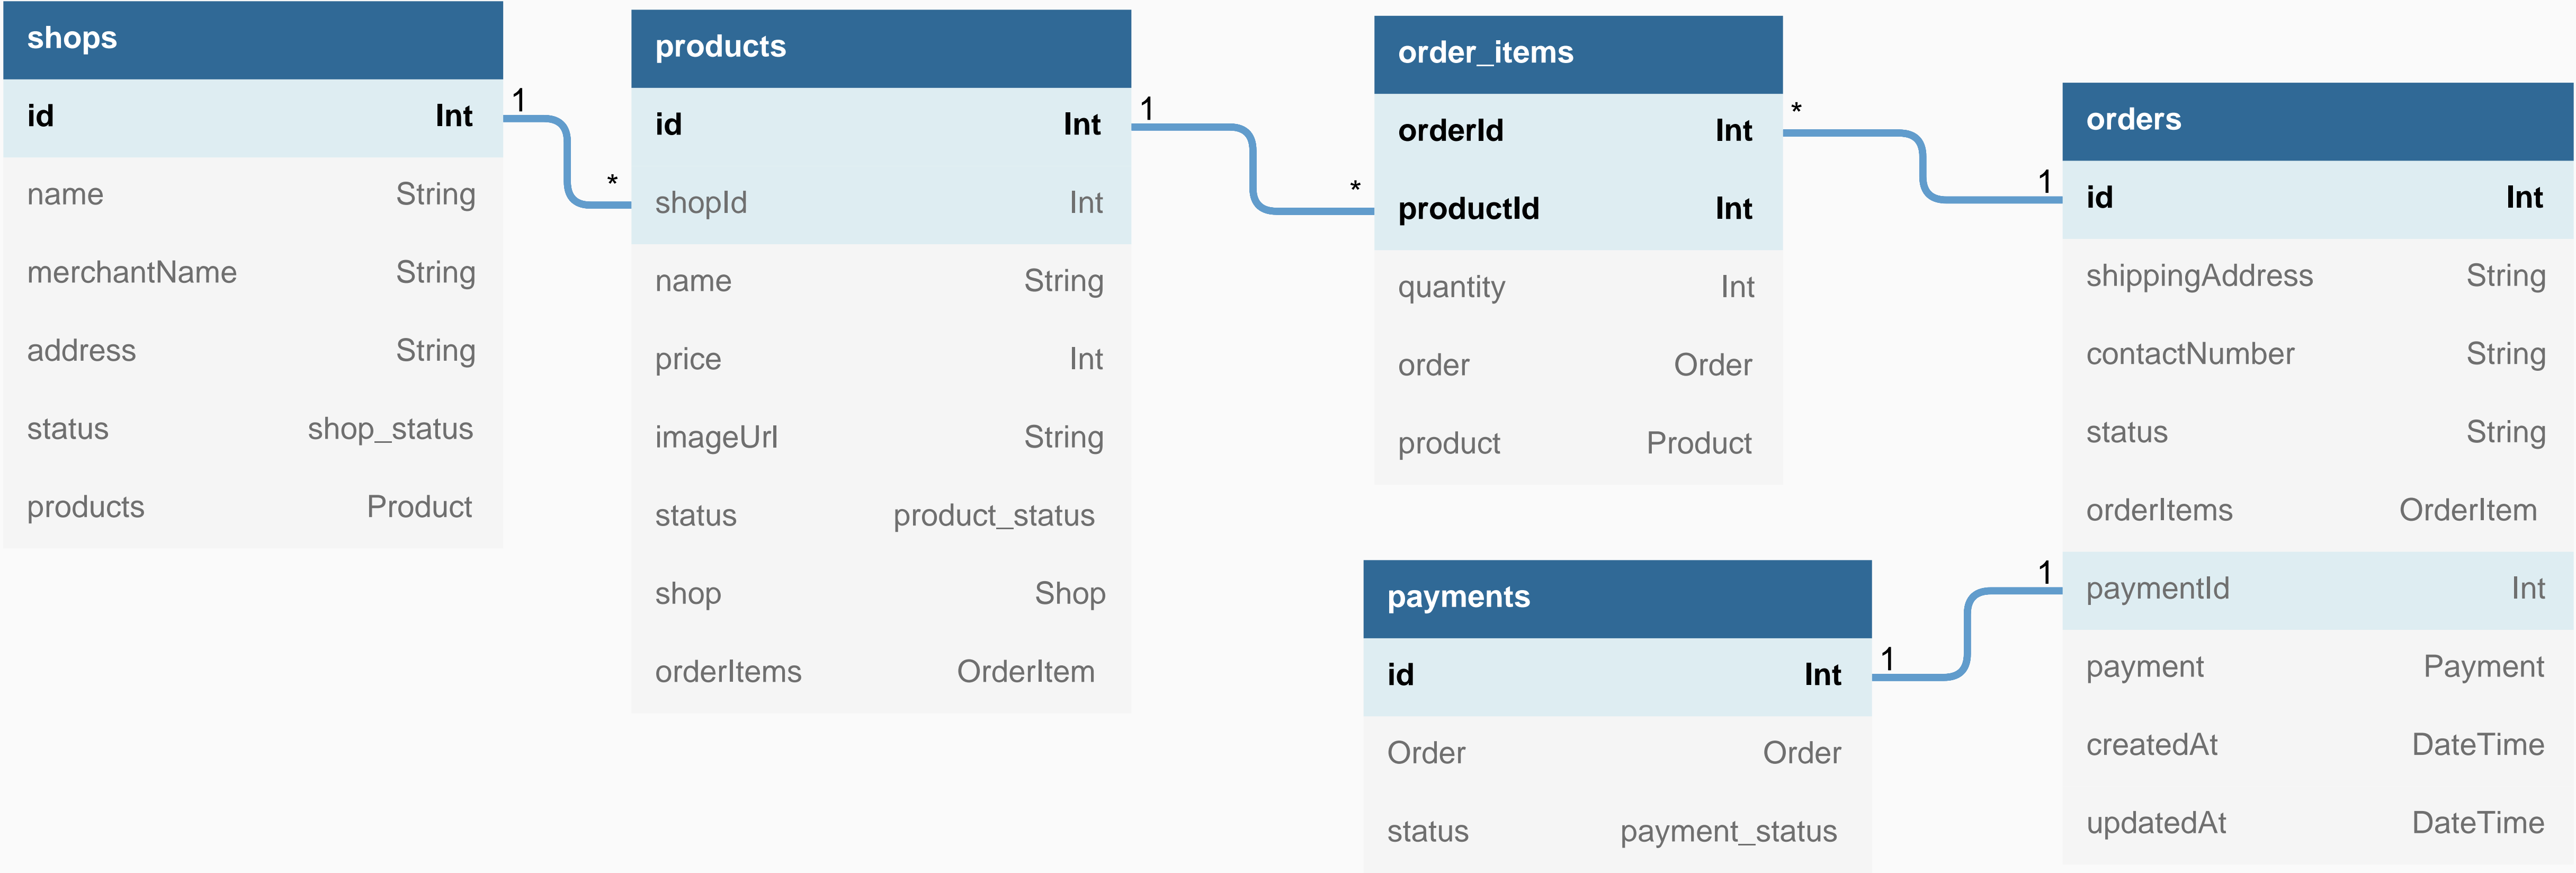 shops
id Int
name String
merchantName String
address String
status shop_status
products Product
1
*
products
id Int
shopId Int
name String
price Int
imageUrl String
status product_status
shop Shop
orderItems OrderItem
1
*
order_items
orderId Int
productId Int
quantity Int
order Order
product Product
*
1
payments
id Int
Order Order
status payment_status
1
1
orders
id Int
shippingAddress String
contactNumber String
status String
orderItems OrderItem
paymentId Int
payment Payment
createdAt DateTime
updatedAt DateTime